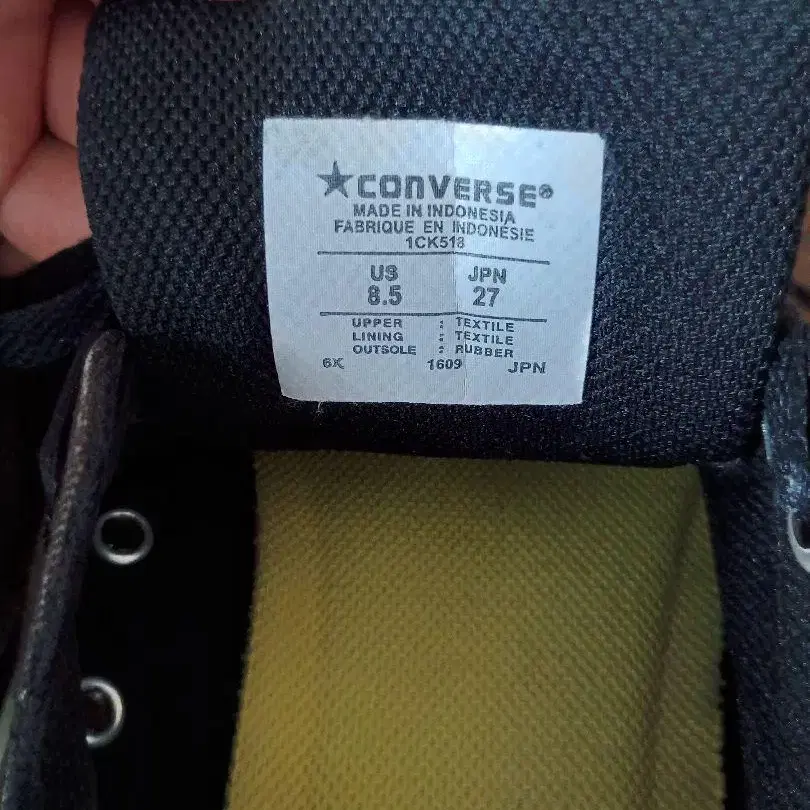 ★CONVERSE®
MADE IN INDONESIA
FABRIQUE EN INDONÉSIE
1CK518
US JPN
8.5 27
UPPER : TEXTILE
LINING : TEXTILE
OUTSOLE : RUBBER
6X 1609 JPN